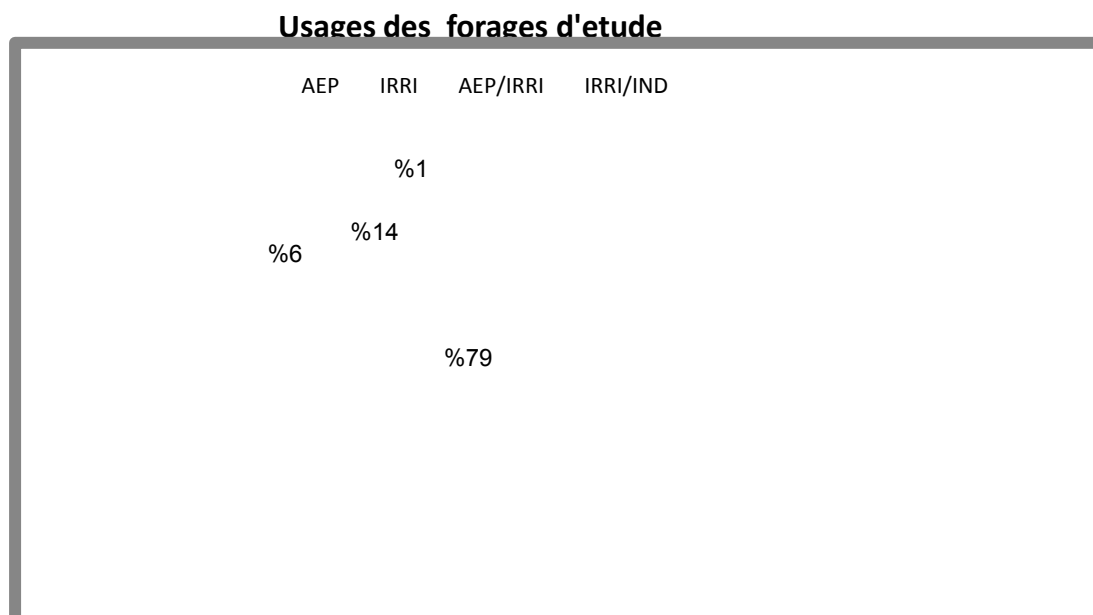 Usages des forages d'etude
AEP IRRI AEP/IRRI IRRI/IND
%1
%14
%6
%79